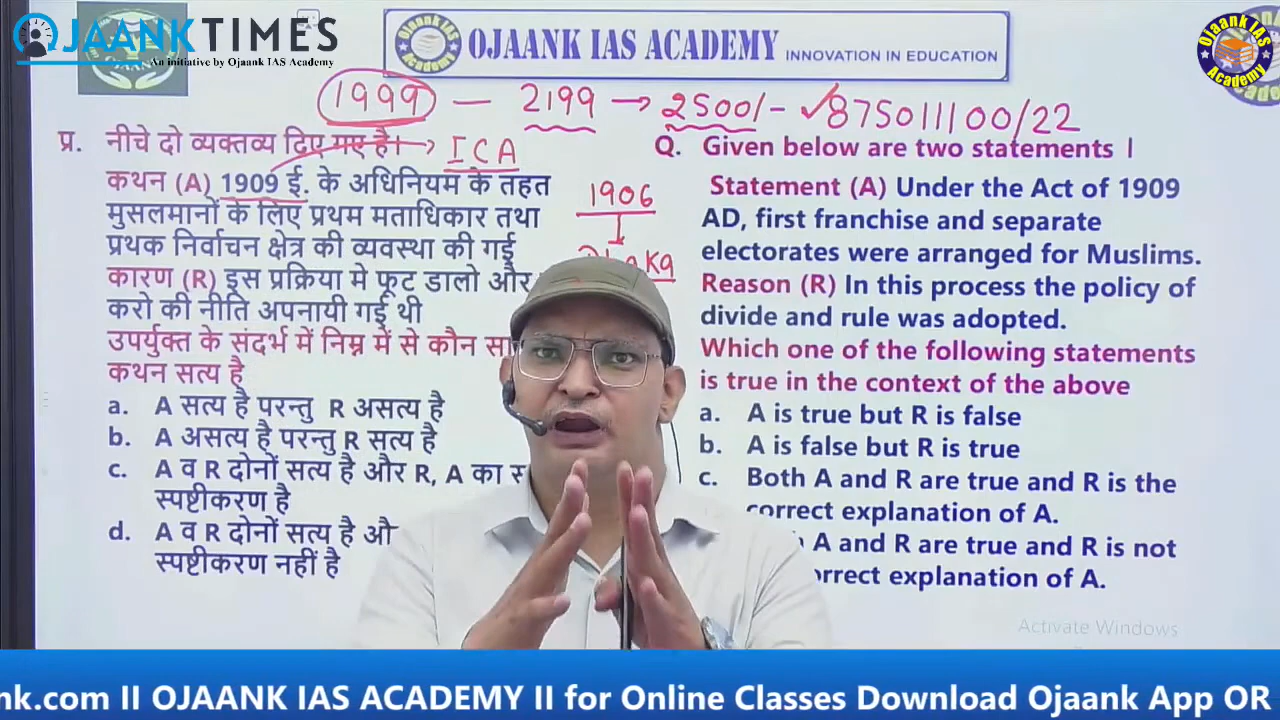 OJAANKTIMES
An initiative by Ojaank IAS Academy
OJAANK IAS ACADEMY INNOVATION IN EDUCATION
Ojaank IAS Academy
1999 — 2199 → 2500/- ✓8750111100/22
प्र. नीचे दो व्यक्तव्य दिए गए है।
→ ICA
कथन (A) 1909 ई. के अधिनियम के तहत
मुसलमानों के लिए प्रथम मताधिकार तथा
प्रथक निर्वाचन क्षेत्र की व्यवस्था की गई
कारण (R) इस प्रक्रिया मे फूट डालो और
करो की नीति अपनायी गई थी
उपर्युक्त के संदर्भ में निम्न में से कौन सा
कथन सत्य है
a. A सत्य है परन्तु R असत्य है
b. A असत्य है परन्तु R सत्य है
c. A व R दोनों सत्य है और R, A का
स्पष्टीकरण है
d. A व R दोनों सत्य है औ
स्पष्टीकरण नहीं है
1906
Q. Given below are two statements ।
Statement (A) Under the Act of 1909
AD, first franchise and separate
electorates were arranged for Muslims.
Reason (R) In this process the policy of
divide and rule was adopted.
Which one of the following statements
is true in the context of the above
a. A is true but R is false
b. A is false but R is true
c. Both A and R are true and R is the
correct explanation of A.
A and R are true and R is not
orrect explanation of A.
Activate Windows
nk.com II OJAANK IAS ACADEMY II for Online Classes Download Ojaank App OR